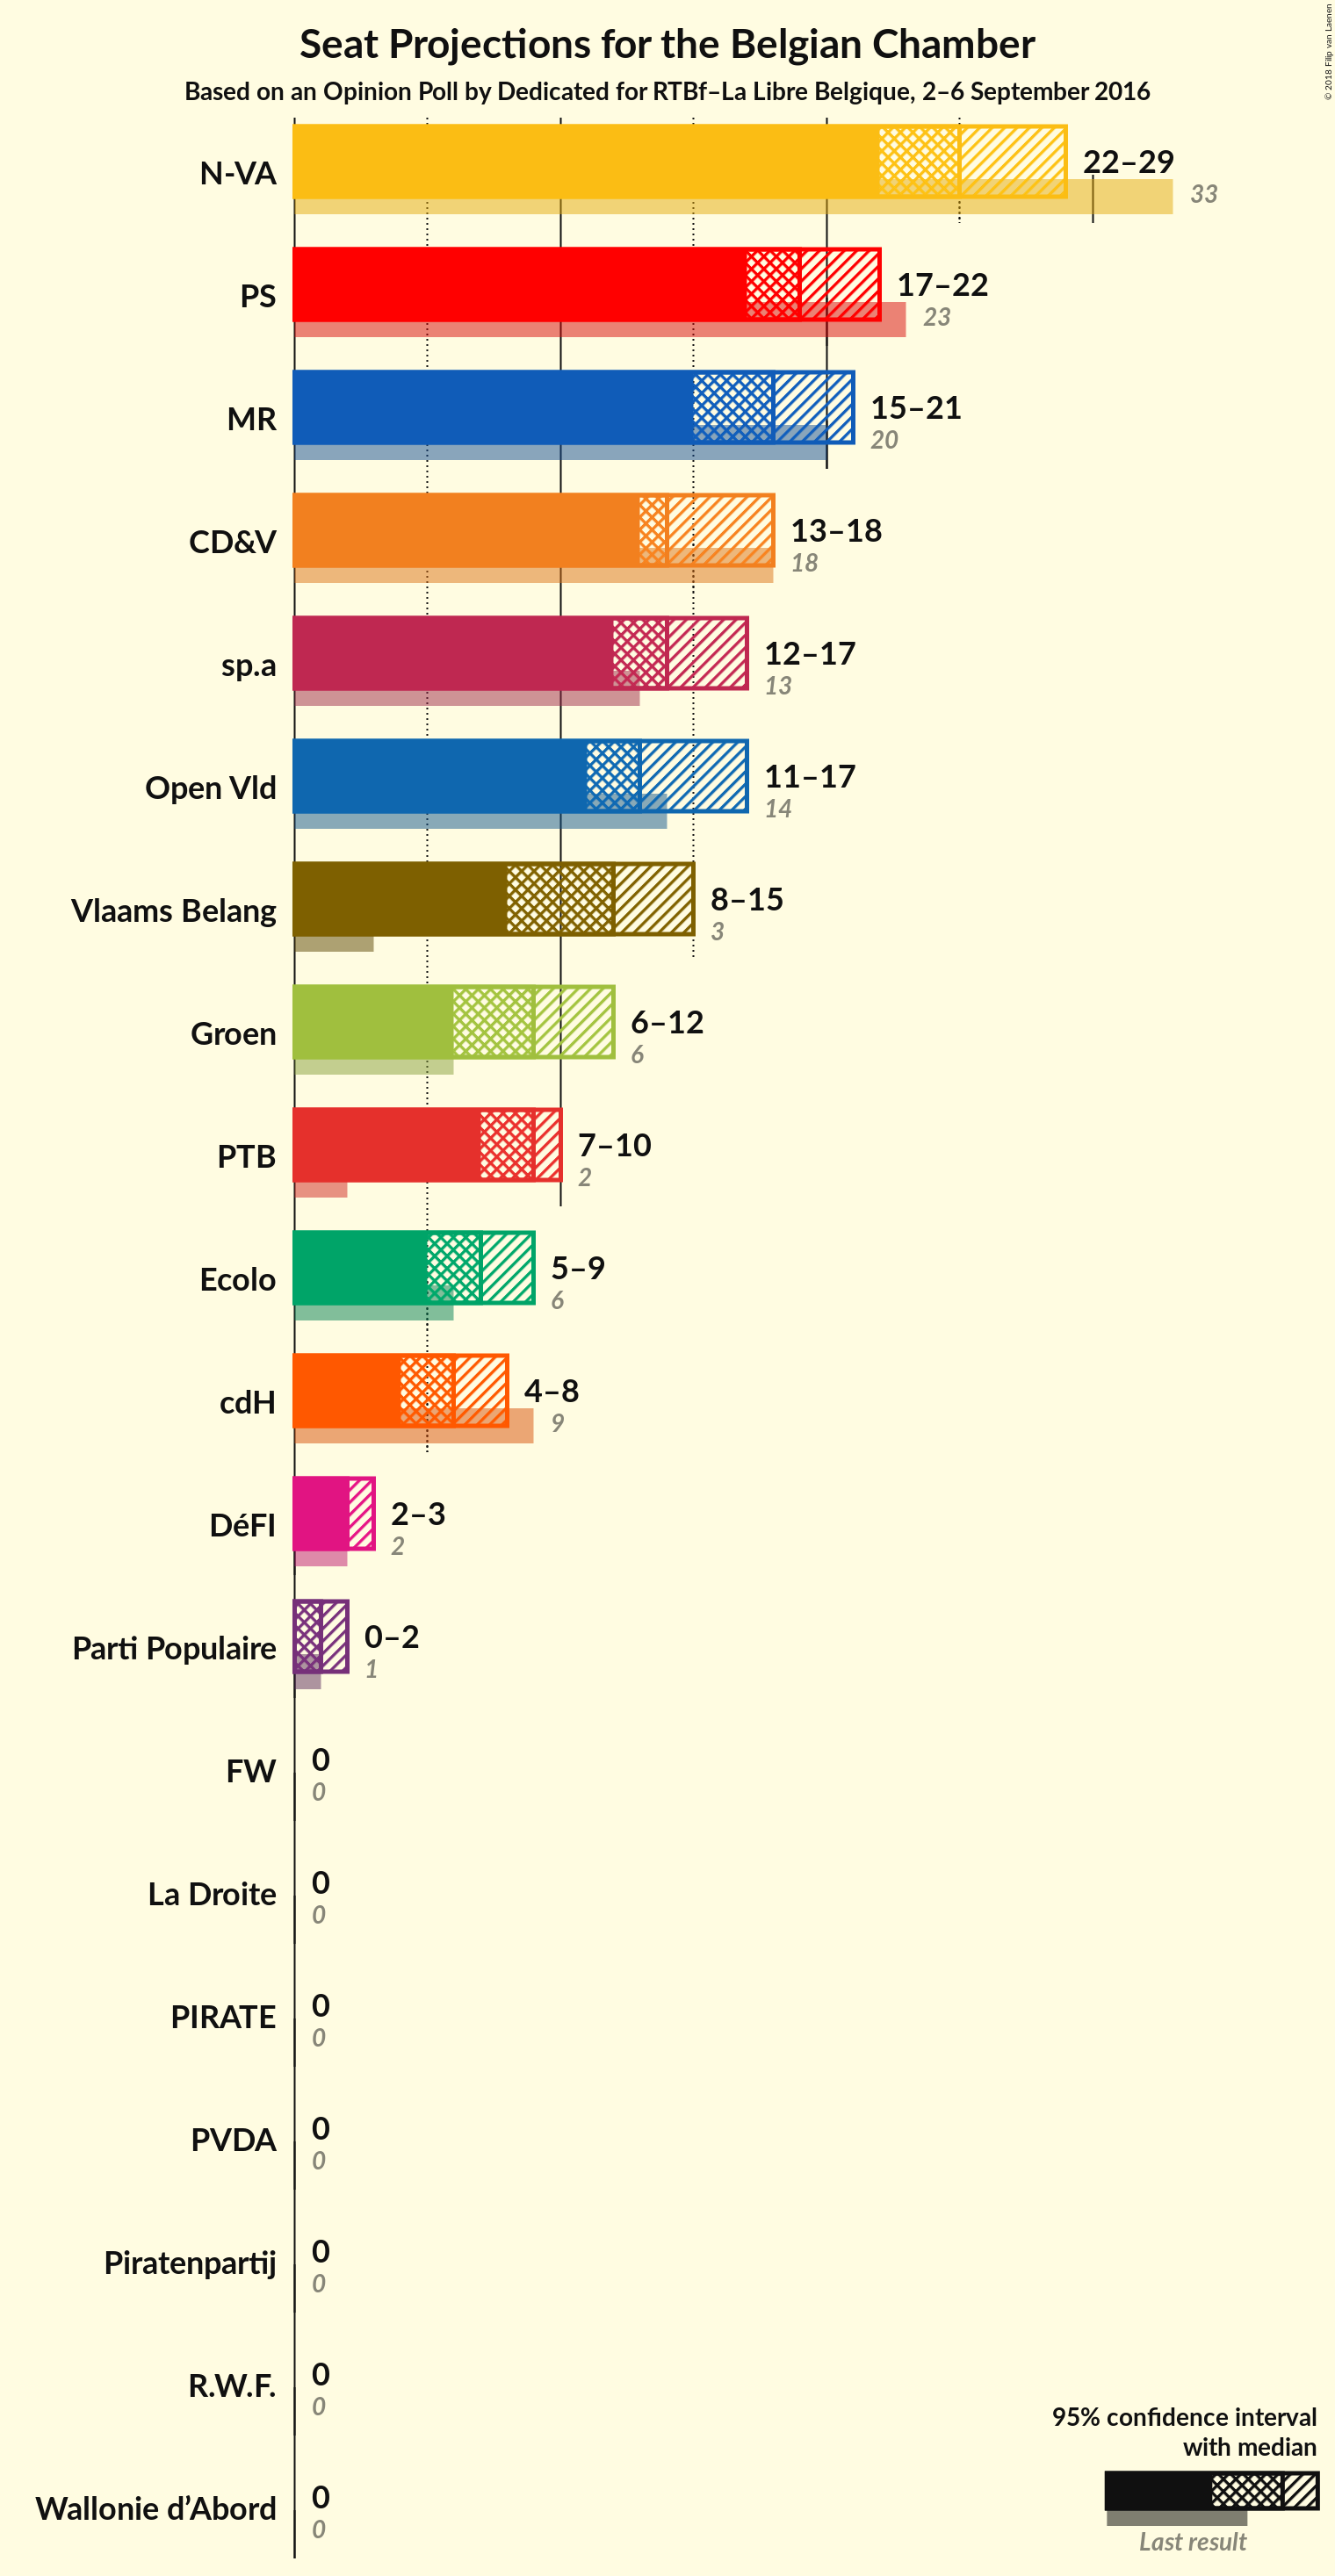 © 2018 Filip van Laenen
Seat Projections for the Belgian Chamber
Based on an Opinion Poll by Dedicated for RTBf–La Libre Belgique, 2–6 September 2016
N-VA
22–29
33
PS
17–22
23
MR
15–21
20
CD&V
13–18
18
sp.a
12–17
13
Open Vld
11–17
14
Vlaams Belang
8–15
3
Groen
6–12
6
PTB
7–10
2
Ecolo
5–9
6
cdH
4–8
9
DéFI
2–3
2
Parti Populaire
0–2
1
FW
0
0
La Droite
0
0
PIRATE
0
0
PVDA
0
0
Piratenpartij
0
0
R.W.F.
0
0
Wallonie d’Abord
0
0
95% confidence interval
with median
Last result